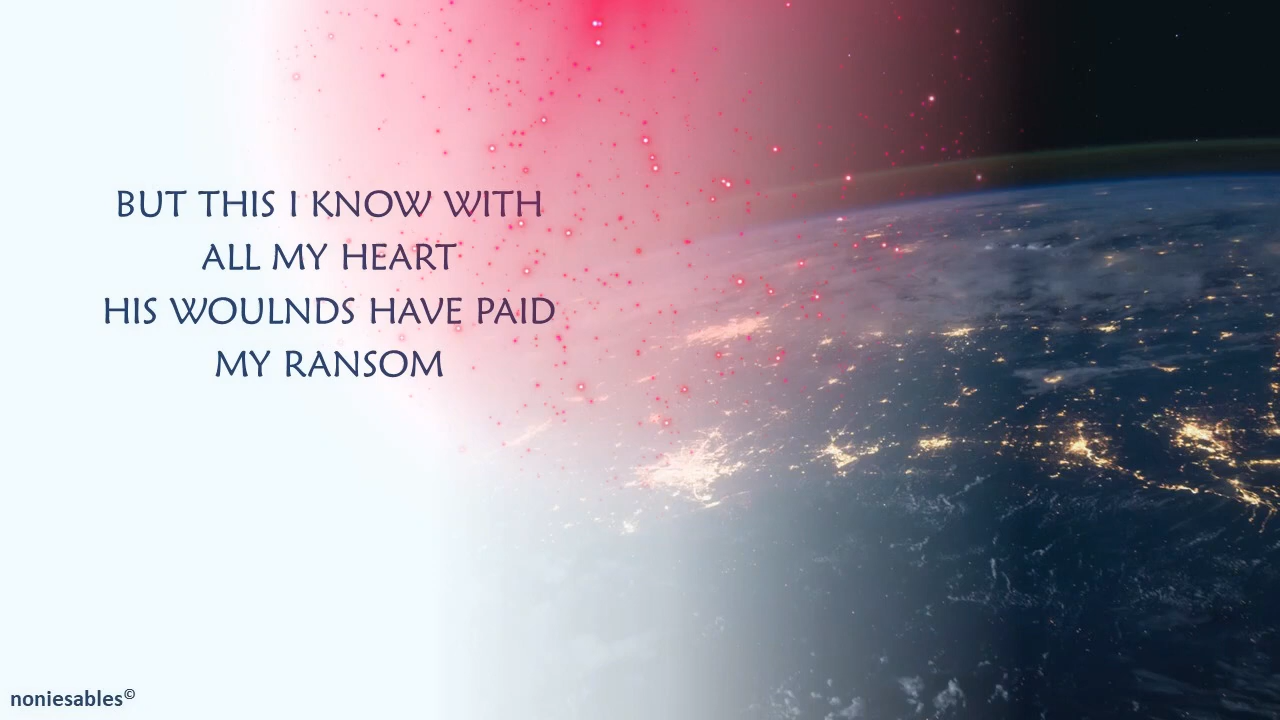 BUT THIS I KNOW WITH
ALL MY HEART
HIS WOULNDS HAVE PAID
MY RANSOM
noniesables©